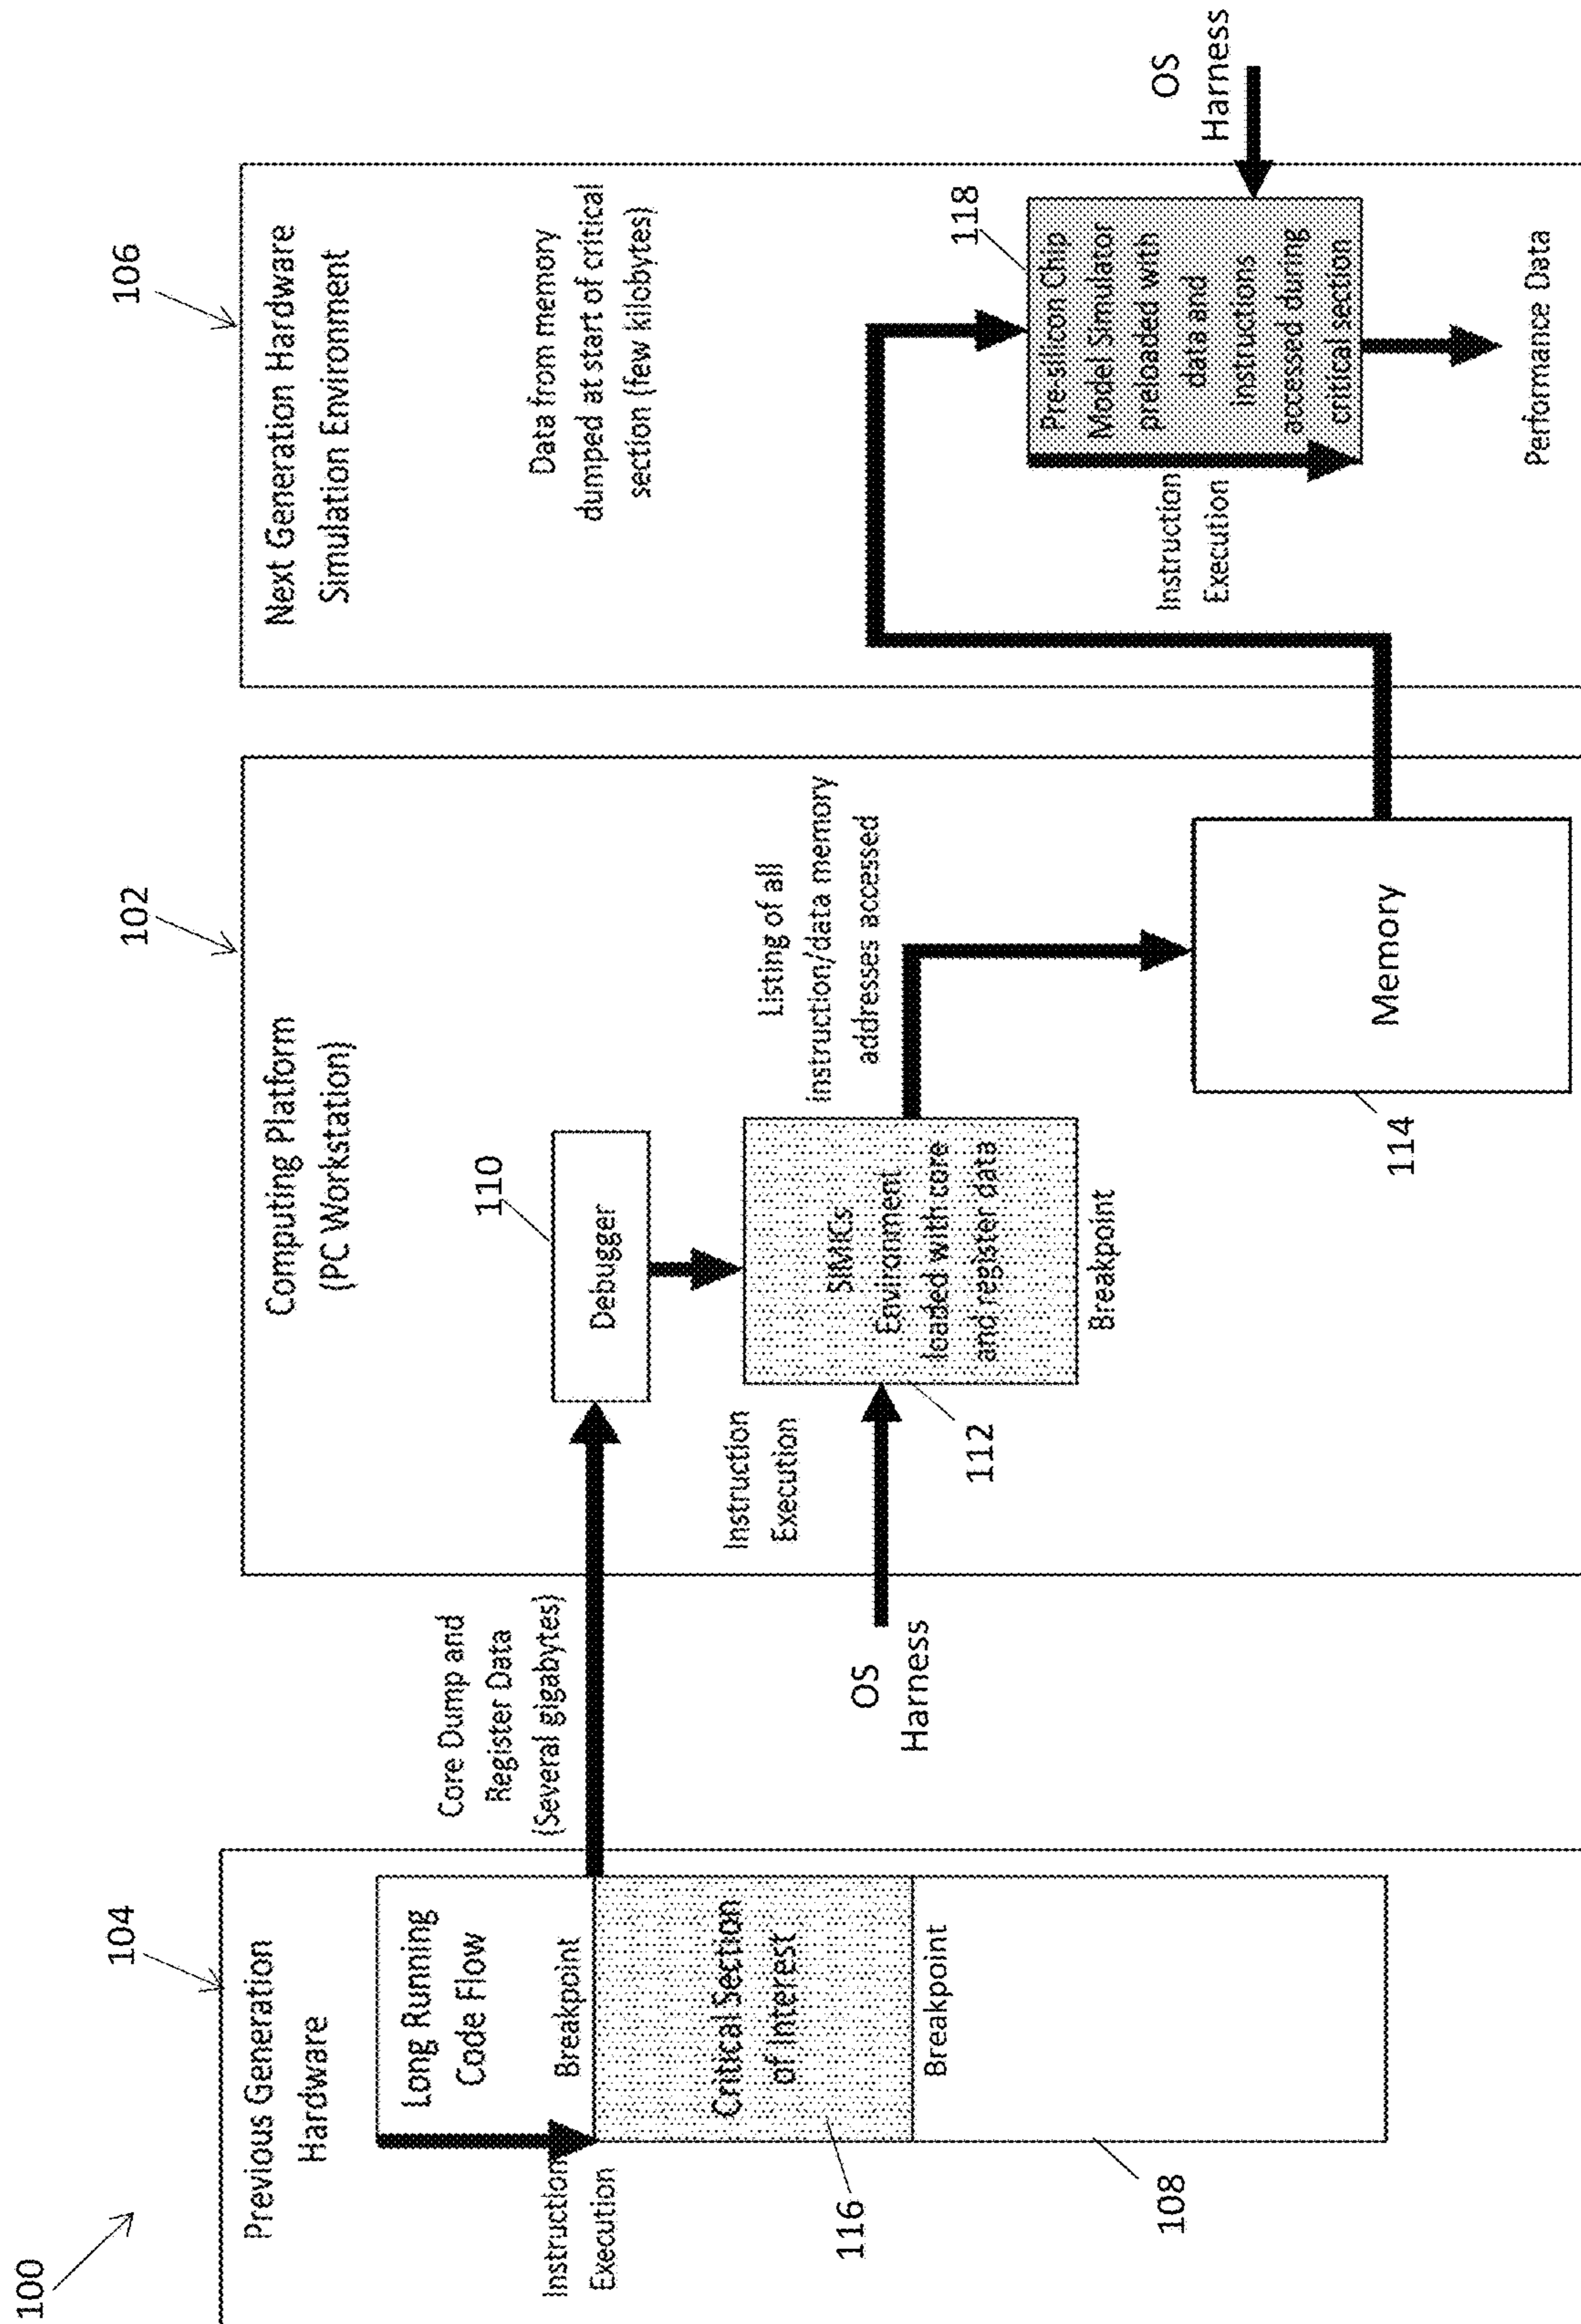 100
104
Previous Generation
Hardware
Long Running
Code Flow
Breakpoint
Instruction
Execution
Critical Section
of Interest
116
Breakpoint
108
Core Dump and
Register Data
(Several gigabytes)
OS
Harness
102
Computing Platform
(PC Workstation)
110
Debugger
Instruction
Execution
SIMICs
Environment
loaded with core
and register data
112
Breakpoint
Listing of all
instruction/data memory
addresses accessed
Memory
114
106
Next Generation Hardware
Simulation Environment
Data from memory
dumped at start of critical
section (few kilobytes)
118
Pre-silicon Chip
Model Simulator
preloaded with
data and
instructions
accessed during
critical section
Instruction
Execution
OS
Harness
Performance Data